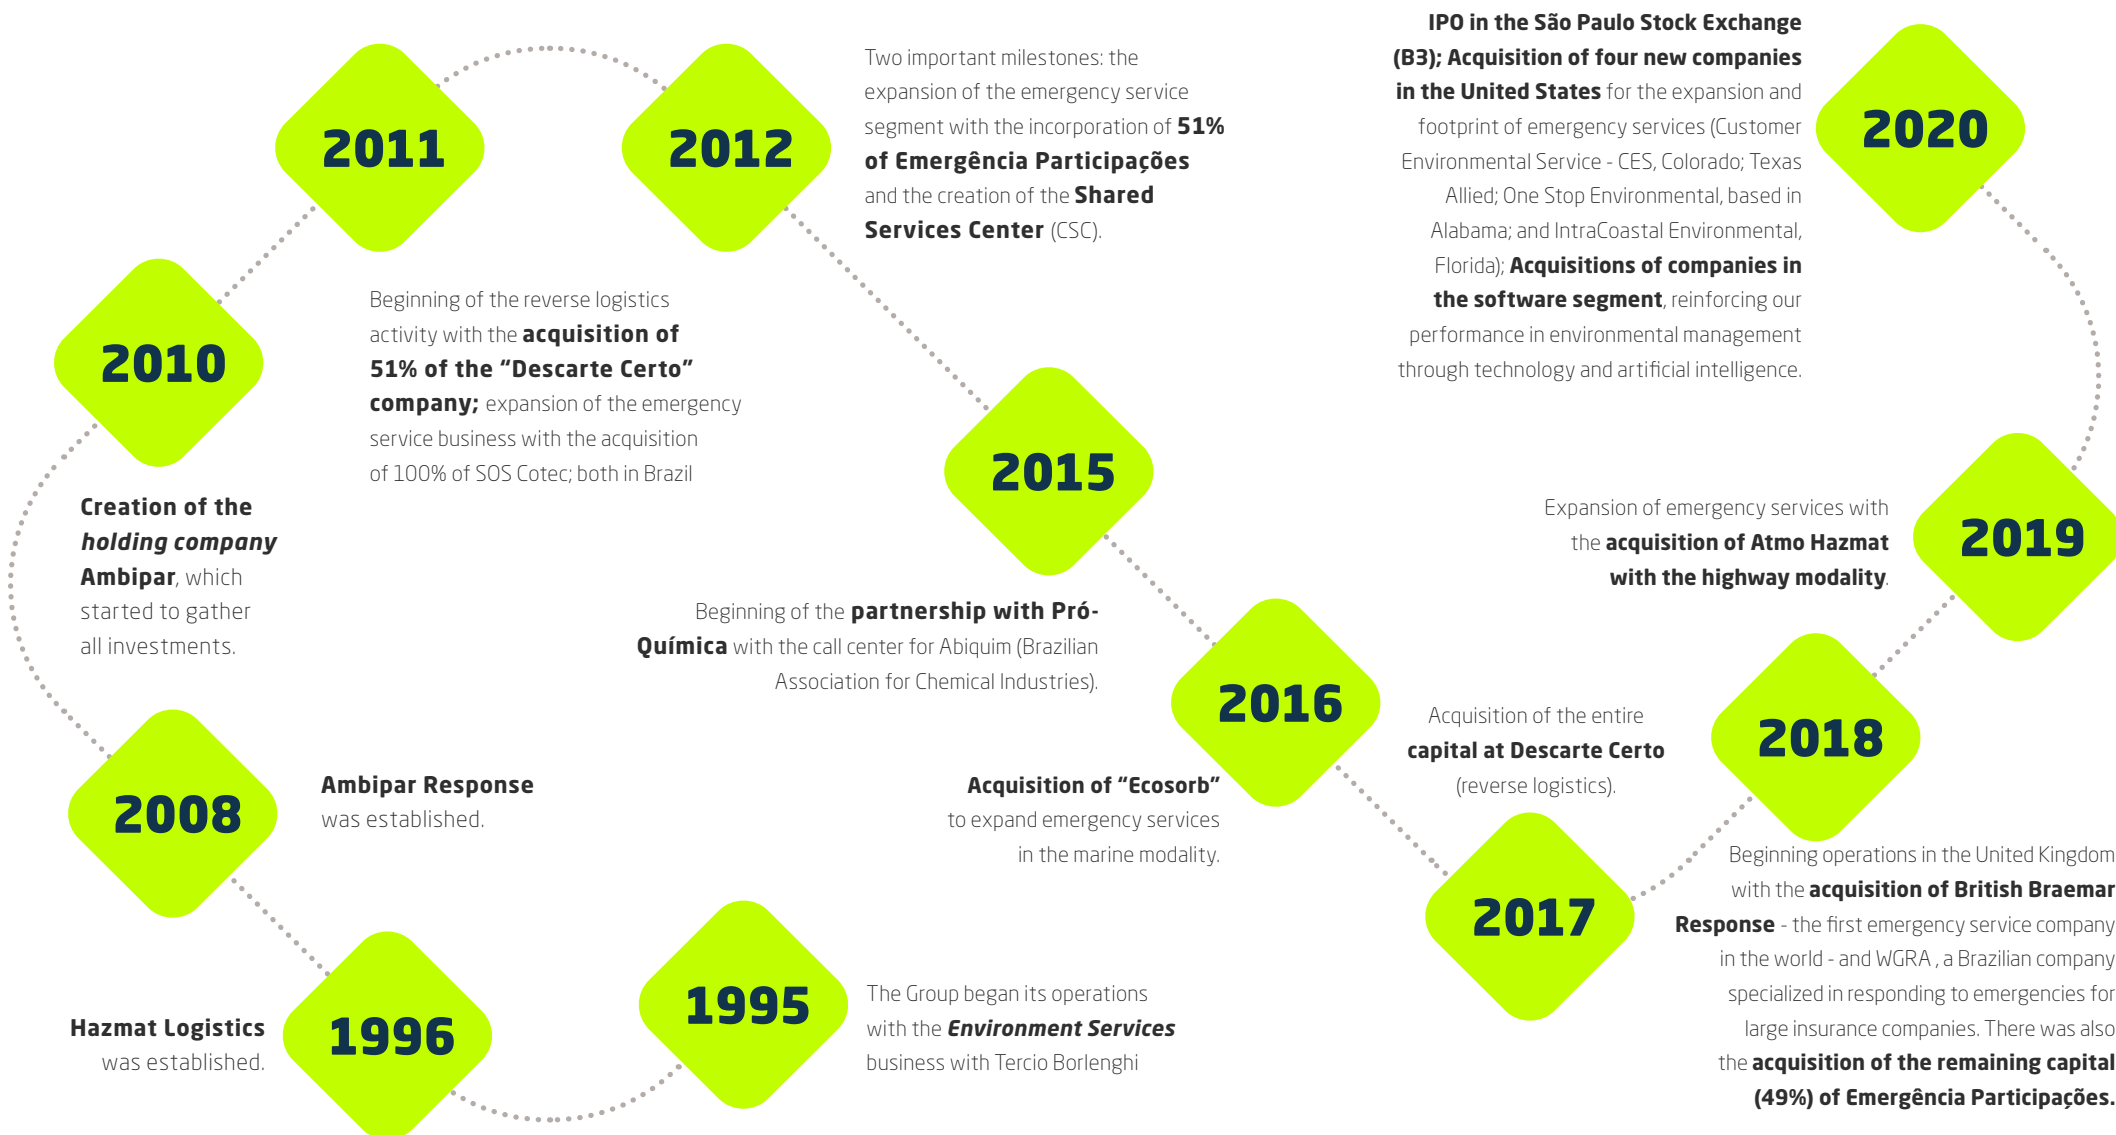 1995
The Group began its operations
with the Environment Services
business with Tercio Borlenghi
1996
Hazmat Logistics
was established.
2008
Ambipar Response
was established.
2010
Creation of the
holding company
Ambipar, which
started to gather
all investments.
2011
Beginning of the reverse logistics
activity with the acquisition of
51% of the “Descarte Certo”
company; expansion of the emergency
service business with the acquisition
of 100% of SOS Cotec; both in Brazil
2012
Two important milestones: the
expansion of the emergency service
segment with the incorporation of 51%
of Emergência Participações
and the creation of the Shared
Services Center (CSC).
2015
Beginning of the partnership with Pró-
Química with the call center for Abiquim (Brazilian
Association for Chemical Industries).
2016
Acquisition of “Ecosorb”
to expand emergency services
in the marine modality.
2017
Acquisition of the entire
capital at Descarte Certo
(reverse logistics).
2018
Beginning operations in the United Kingdom
with the acquisition of British Braemar
Response - the first emergency service company
in the world - and WGRA , a Brazilian company
specialized in responding to emergencies for
large insurance companies. There was also
the acquisition of the remaining capital
(49%) of Emergência Participações.
2019
Expansion of emergency services with
the acquisition of Atmo Hazmat
with the highway modality.
2020
IPO in the São Paulo Stock Exchange
(B3); Acquisition of four new companies
in the United States for the expansion and
footprint of emergency services (Customer
Environmental Service - CES, Colorado; Texas
Allied; One Stop Environmental, based in
Alabama; and IntraCoastal Environmental,
Florida); Acquisitions of companies in
the software segment, reinforcing our
performance in environmental management
through technology and artificial intelligence.